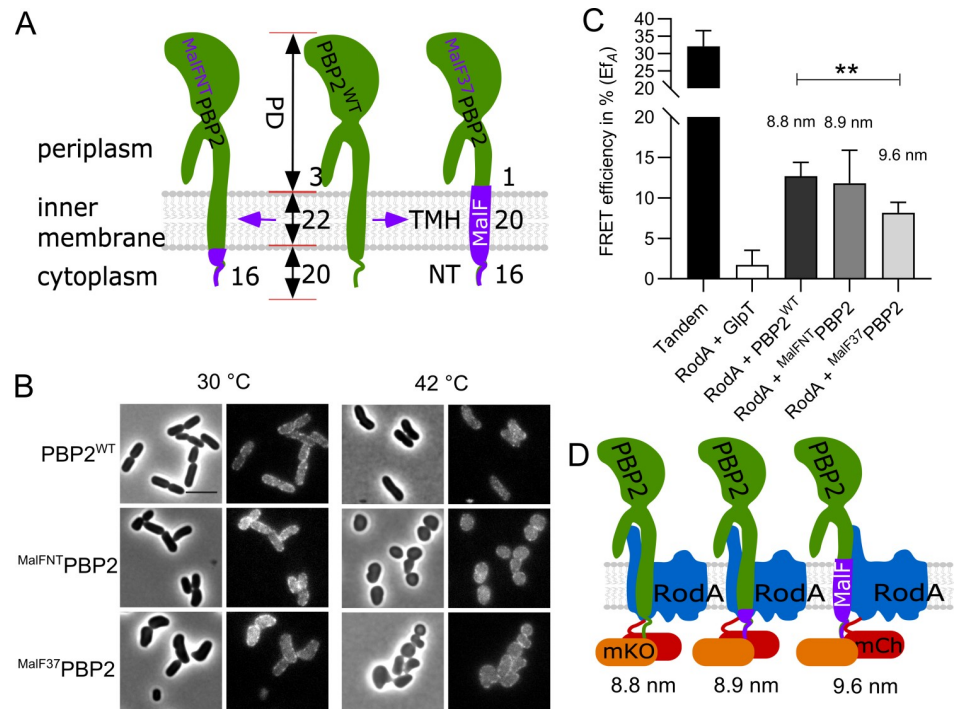 A
MalFNTPBP2
PBP2WT
MalF37PBP2
PD
periplasm
3
1
inner
membrane
22
TMH
MalF
20
cytoplasm
16
20
NT
16
B
30 °C
42 °C
PBP2WT
MalFNTPBP2
MalF37PBP2
C
FRET efficiency in % (EfA)
40
35
30
25
20
20
15
10
5
0
**
8.8 nm
8.9 nm
9.6 nm
Tandem
RodA + GlpT
RodA + PBP2WT
RodA + MalFNTPBP2
RodA + MalF37PBP2
D
PBP2
PBP2
PBP2
RodA
RodA
MalF
RodA
mKO
mCh
8.8 nm
8.9 nm
9.6 nm